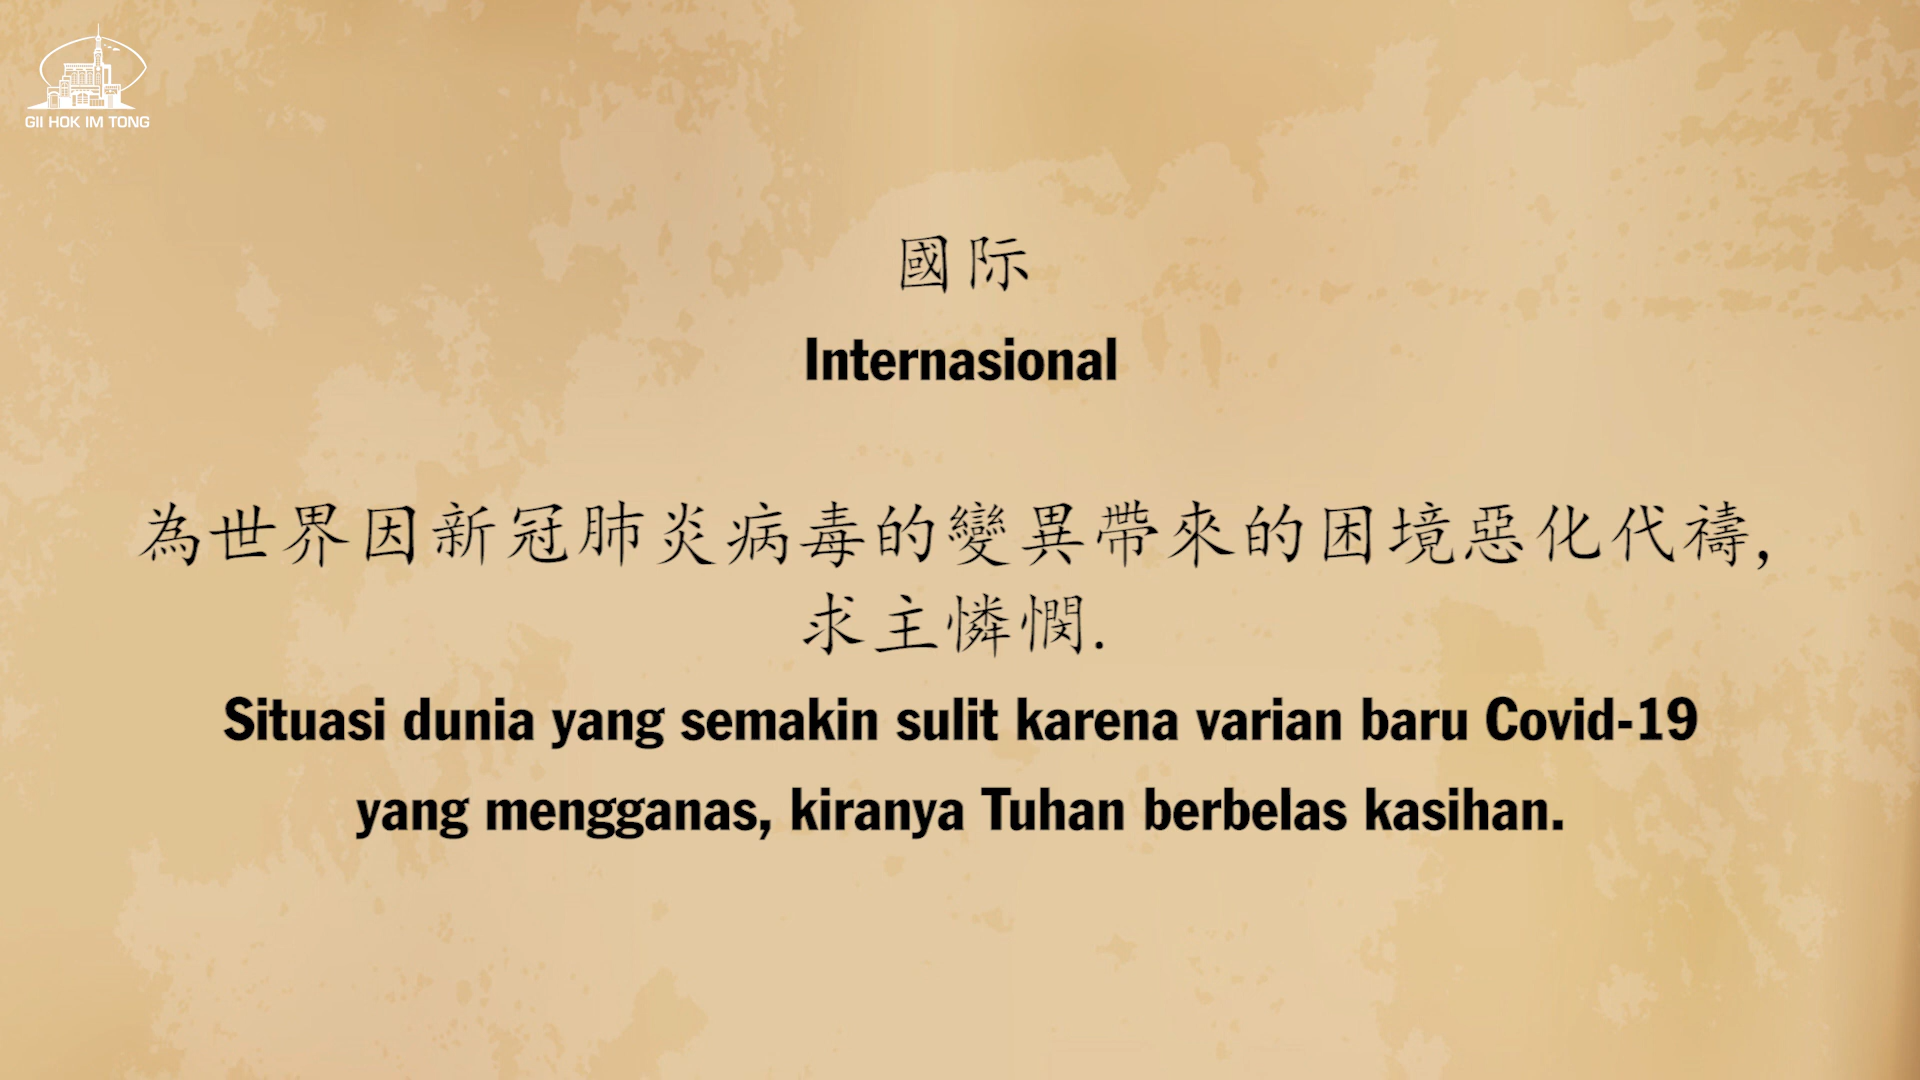 GII HOK IM TONG
國际
Internasional
為世界因新冠肺炎病毒的變異帶來的困境惡化代禱,
求主憐憫.
Situasi dunia yang semakin sulit karena varian baru Covid-19
yang mengganas, kiranya Tuhan berbelas kasihan.